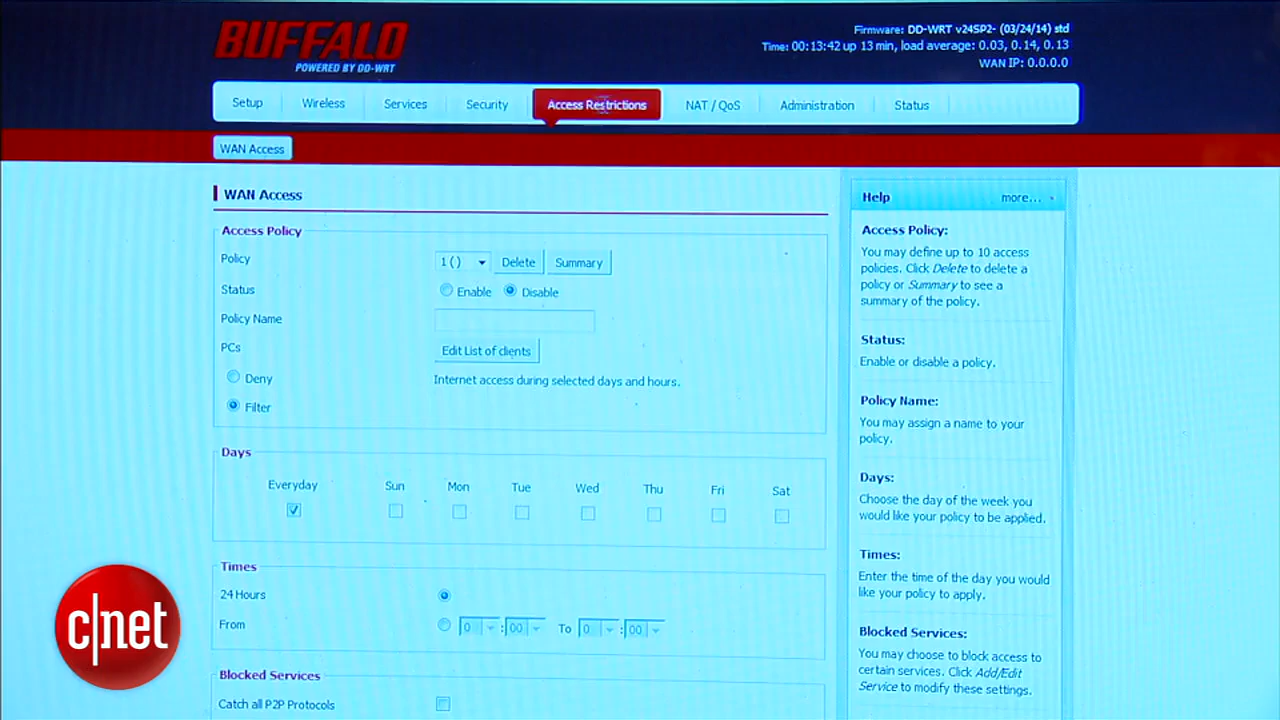 BUFFALO
POWERED BY DD-WRT
Firmware: DD-WRT v24SP2- (03/24/14) std
Time: 00:13:42 up 13 min, load average: 0.03, 0.14, 0.13
WAN IP: 0.0.0.0
Setup Wireless Services Security Access Restrictions NAT / QoS Administration Status
WAN Access
WAN Access
Access Policy
Policy 1 ( ) Delete Summary
Status Enable Disable
Policy Name
PCs Edit List of clients
Deny Internet access during selected days and hours.
Filter
Days
Everyday Sun Mon Tue Wed Thu Fri Sat
Times
24 Hours
From 0 : 00 To 0 : 00
Blocked Services
Catch all P2P Protocols
Help more...
Access Policy:
You may define up to 10 access
policies. Click Delete to delete a
policy or Summary to see a
summary of the policy.
Status:
Enable or disable a policy.
Policy Name:
You may assign a name to your
policy.
Days:
Choose the day of the week you
would like your policy to be applied.
Times:
Enter the time of the day you would
like your policy to apply.
Blocked Services:
You may choose to block access to
certain services. Click Add/Edit
Service to modify these settings.
c|net